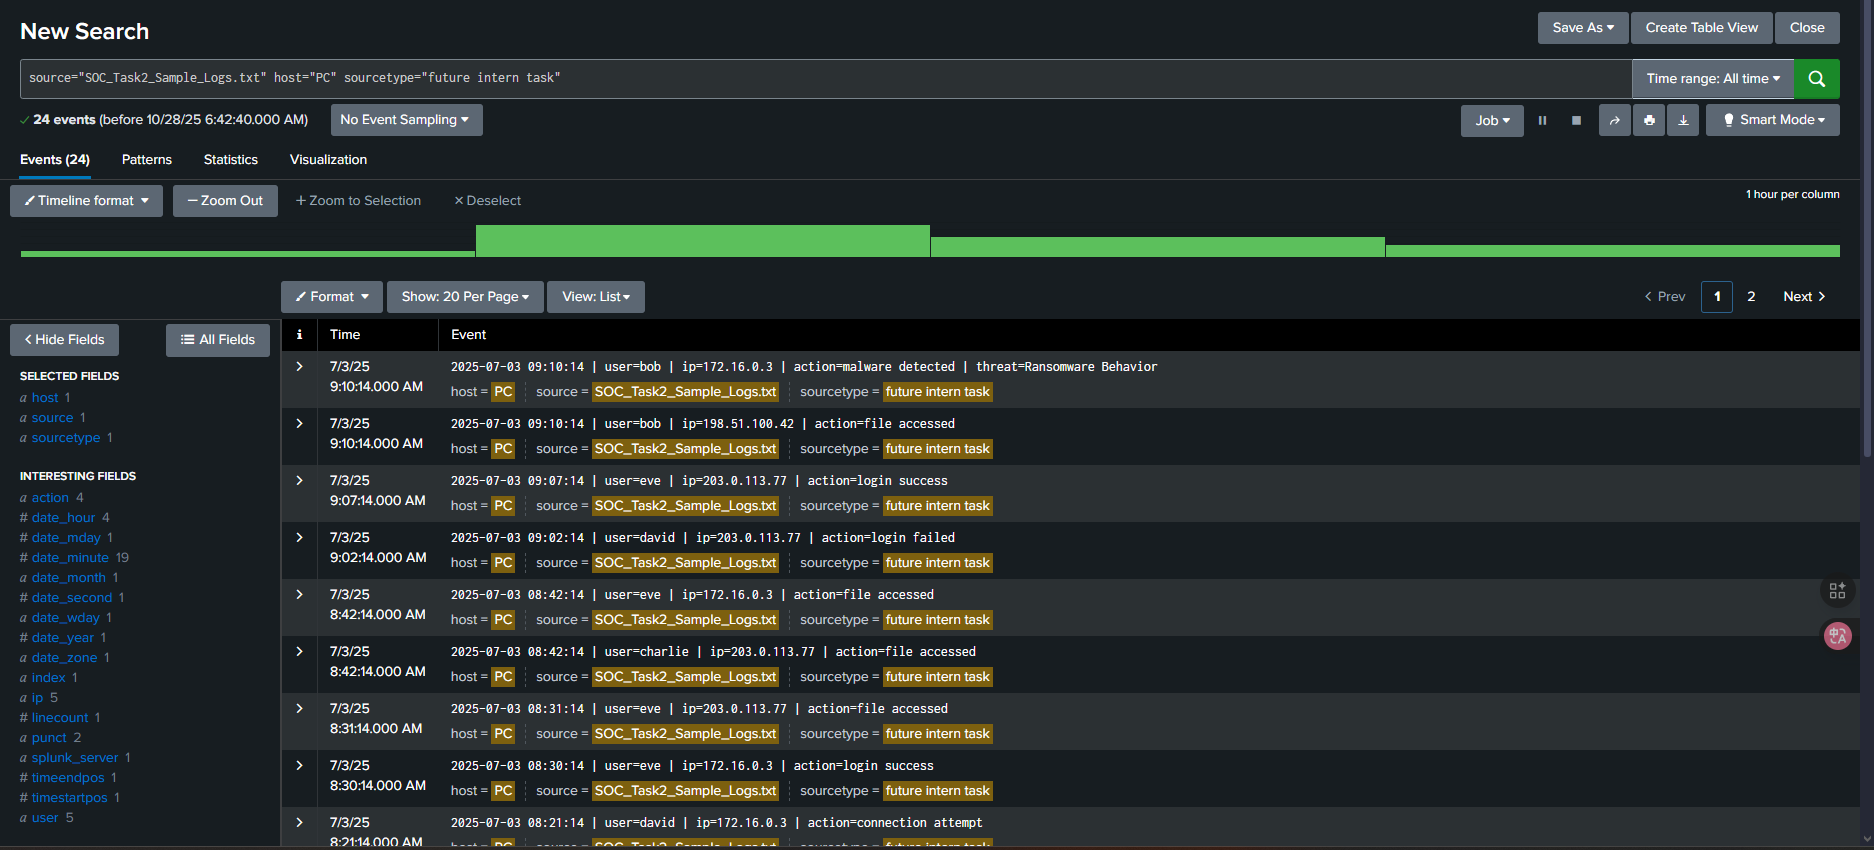 New Search
Save As
Create Table View
Close
source="SOC_Task2_Sample_Logs.txt" host="PC" sourcetype="future intern task"
Time range: All time
24 events (before 10/28/25 6:42:40.000 AM)
No Event Sampling
Job
Smart Mode
Events (24)
Patterns
Statistics
Visualization
Timeline format
— Zoom Out
+ Zoom to Selection
× Deselect
1 hour per column
Format
Show: 20 Per Page
View: List
< Prev
1
2
Next >
< Hide Fields
All Fields
SELECTED FIELDS
a host 1
a source 1
a sourcetype 1
INTERESTING FIELDS
a action 4
# date_hour 4
# date_mday 1
# date_minute 19
a date_month 1
# date_second 1
a date_wday 1
# date_year 1
a date_zone 1
a index 1
a ip 5
# linecount 1
a punct 2
a splunk_server 1
# timeendpos 1
# timestartpos 1
a user 5
i
Time
Event
7/3/25
9:10:14.000 AM
2025-07-03 09:10:14 | user=bob | ip=172.16.0.3 | action=malware detected | threat=Ransomware Behavior
host = PC source = SOC_Task2_Sample_Logs.txt sourcetype = future intern task
7/3/25
9:10:14.000 AM
2025-07-03 09:10:14 | user=bob | ip=198.51.100.42 | action=file accessed
host = PC source = SOC_Task2_Sample_Logs.txt sourcetype = future intern task
7/3/25
9:07:14.000 AM
2025-07-03 09:07:14 | user=eve | ip=203.0.113.77 | action=login success
host = PC source = SOC_Task2_Sample_Logs.txt sourcetype = future intern task
7/3/25
9:02:14.000 AM
2025-07-03 09:02:14 | user=david | ip=203.0.113.77 | action=login failed
host = PC source = SOC_Task2_Sample_Logs.txt sourcetype = future intern task
7/3/25
8:42:14.000 AM
2025-07-03 08:42:14 | user=eve | ip=172.16.0.3 | action=file accessed
host = PC source = SOC_Task2_Sample_Logs.txt sourcetype = future intern task
7/3/25
8:42:14.000 AM
2025-07-03 08:42:14 | user=charlie | ip=203.0.113.77 | action=file accessed
host = PC source = SOC_Task2_Sample_Logs.txt sourcetype = future intern task
7/3/25
8:31:14.000 AM
2025-07-03 08:31:14 | user=eve | ip=203.0.113.77 | action=file accessed
host = PC source = SOC_Task2_Sample_Logs.txt sourcetype = future intern task
7/3/25
8:30:14.000 AM
2025-07-03 08:30:14 | user=eve | ip=172.16.0.3 | action=login success
host = PC source = SOC_Task2_Sample_Logs.txt sourcetype = future intern task
7/3/25
8:21:14.000 AM
2025-07-03 08:21:14 | user=david | ip=172.16.0.3 | action=connection attempt
host = PC source = SOC_Task2_Sample_Logs.txt sourcetype = future intern task
中A